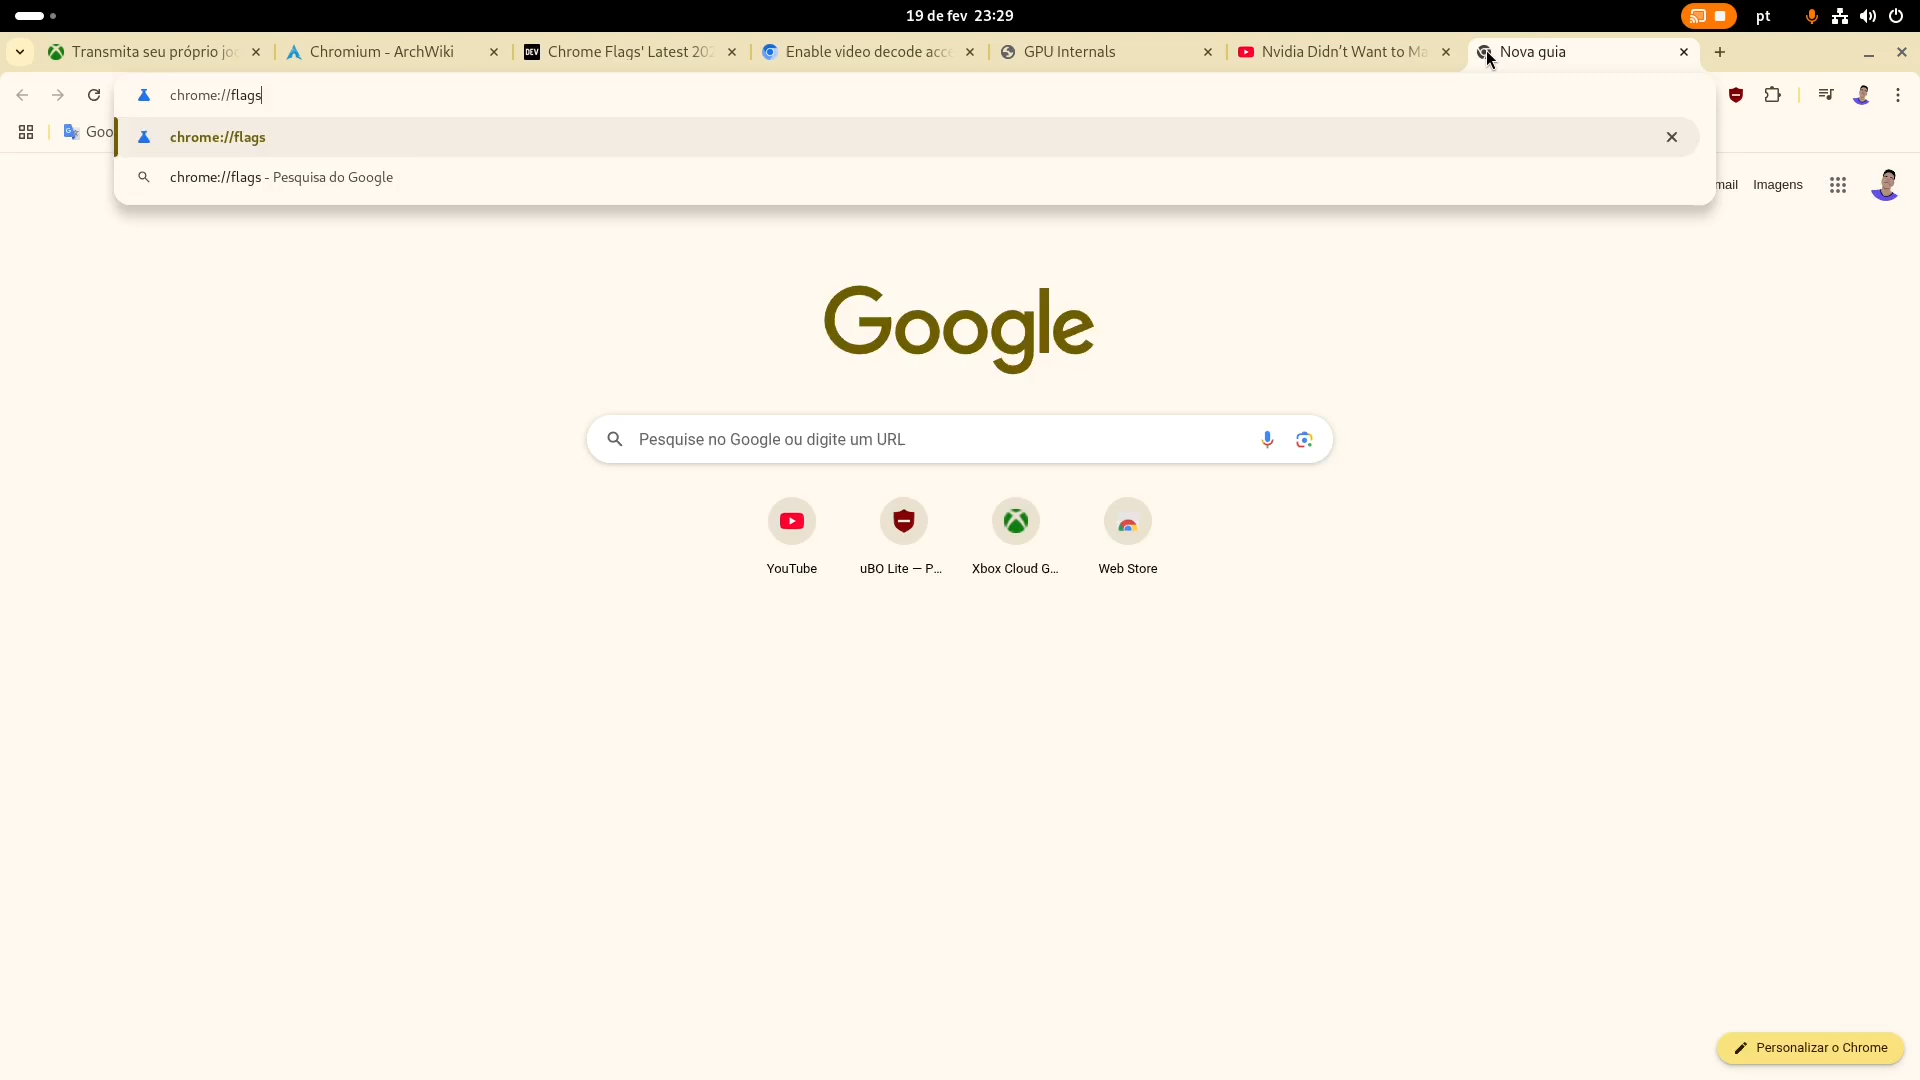 19 de fev 23:29
pt
Transmita seu próprio jo
Chromium - ArchWiki
DEV
Chrome Flags' Latest 202
Enable video decode acc
GPU Internals
Nvidia Didn't Want to Ma
Nova guia
chrome://flags
Goo
chrome://flags
chrome://flags - Pesquisa do Google
mail
Imagens
Google
Pesquise no Google ou digite um URL
YouTube
uBO Lite — P...
Xbox Cloud G...
Web Store
Personalizar o Chrome